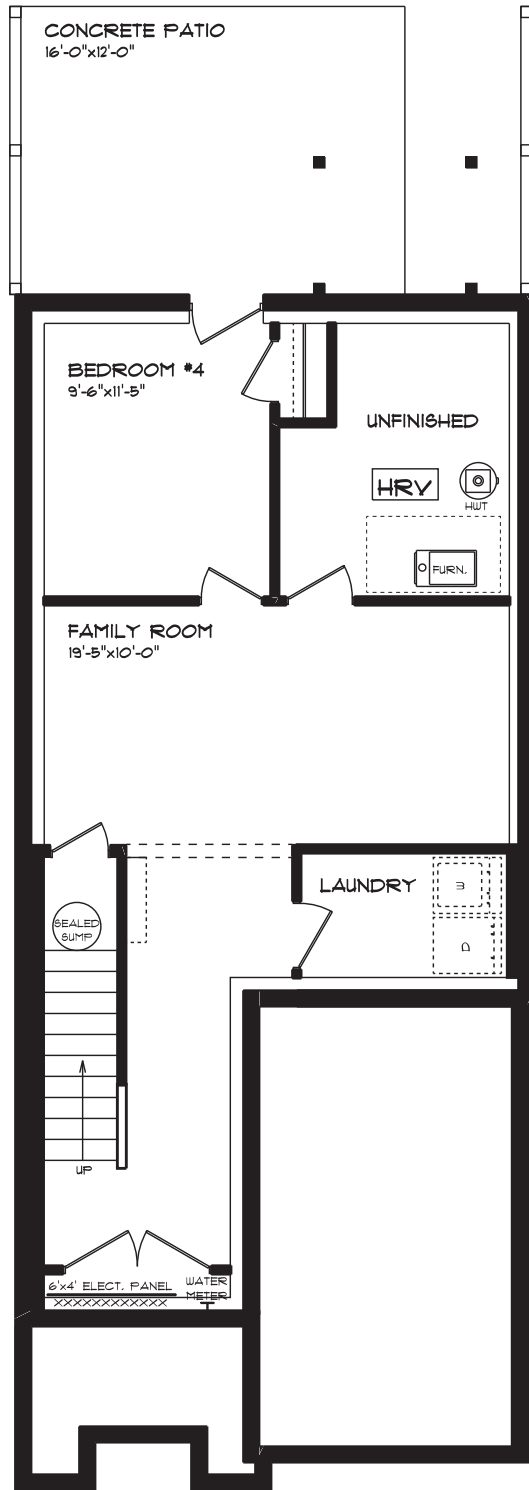 CONCRETE PATIO
16'-0"x12'-0"
BEDROOM #4
9'-6"x11'-5"
UNFINISHED
HRV
HWT
FURN.
FAMILY ROOM
19'-5"x10'-0"
LAUNDRY
W
D
SEALED
SUMP
UP
6'x4' ELECT. PANEL
WATER
METER